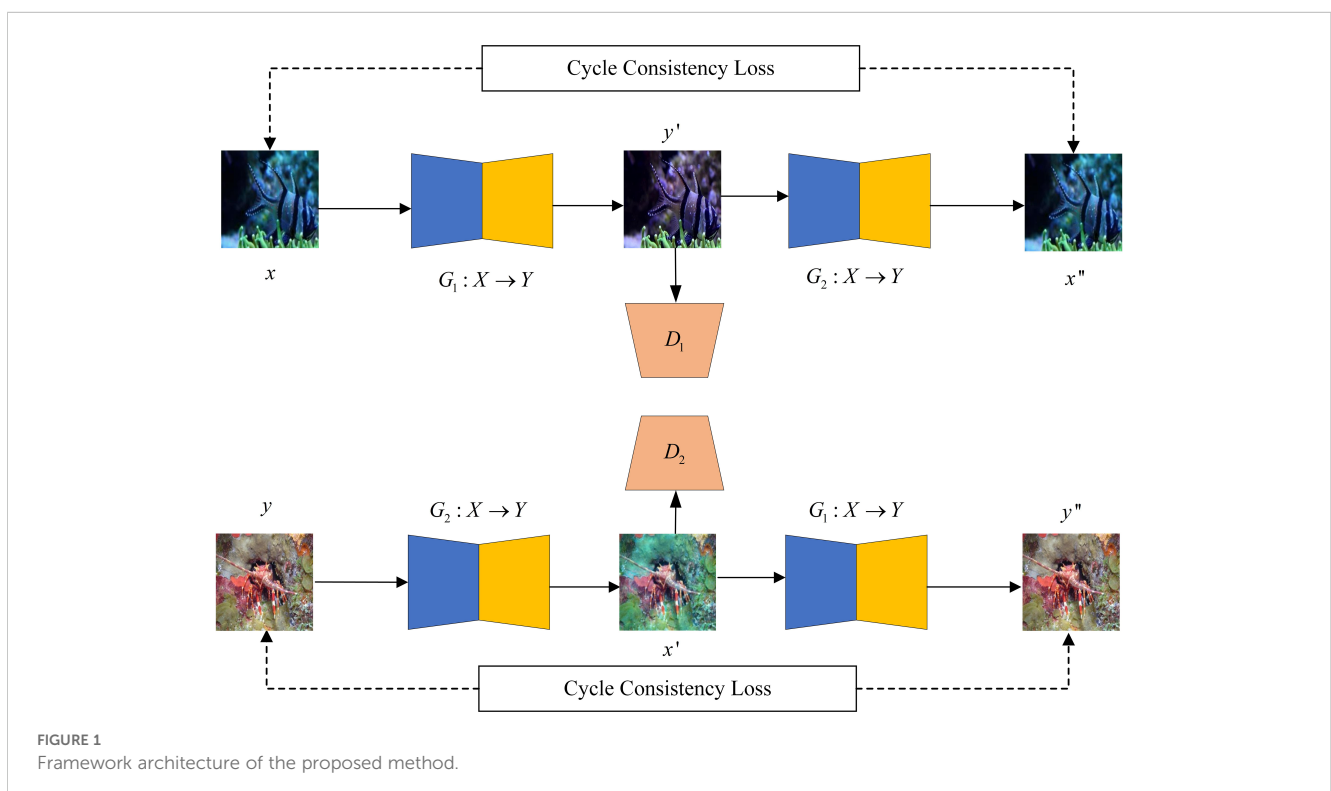 Cycle Consistency Loss
y'
x
G₁ : X → Y
G₂ : X → Y
x"
D₁
D₂
y
G₂ : X → Y
G₁ : X → Y
y"
x'
Cycle Consistency Loss
FIGURE 1
Framework architecture of the proposed method.